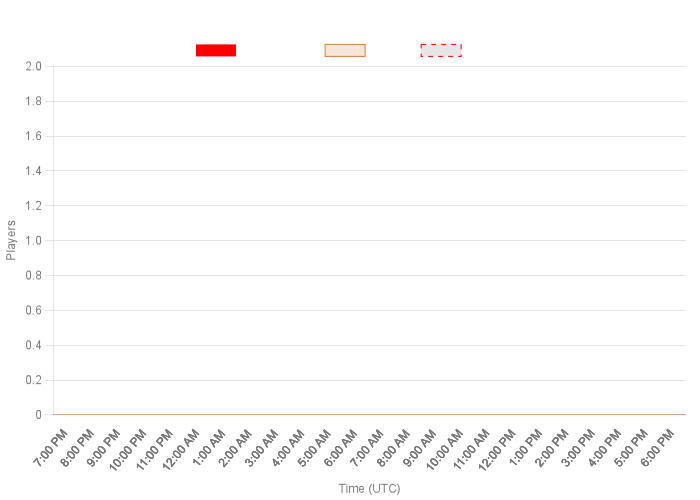 2.0
1.8
1.6
1.4
1.2
1.0
0.8
0.6
0.4
0.2
0
Players
7:00 PM
8:00 PM
9:00 PM
10:00 PM
11:00 PM
12:00 AM
1:00 AM
2:00 AM
3:00 AM
4:00 AM
5:00 AM
6:00 AM
7:00 AM
8:00 AM
9:00 AM
10:00 AM
11:00 AM
12:00 PM
1:00 PM
2:00 PM
3:00 PM
4:00 PM
5:00 PM
6:00 PM
Time (UTC)